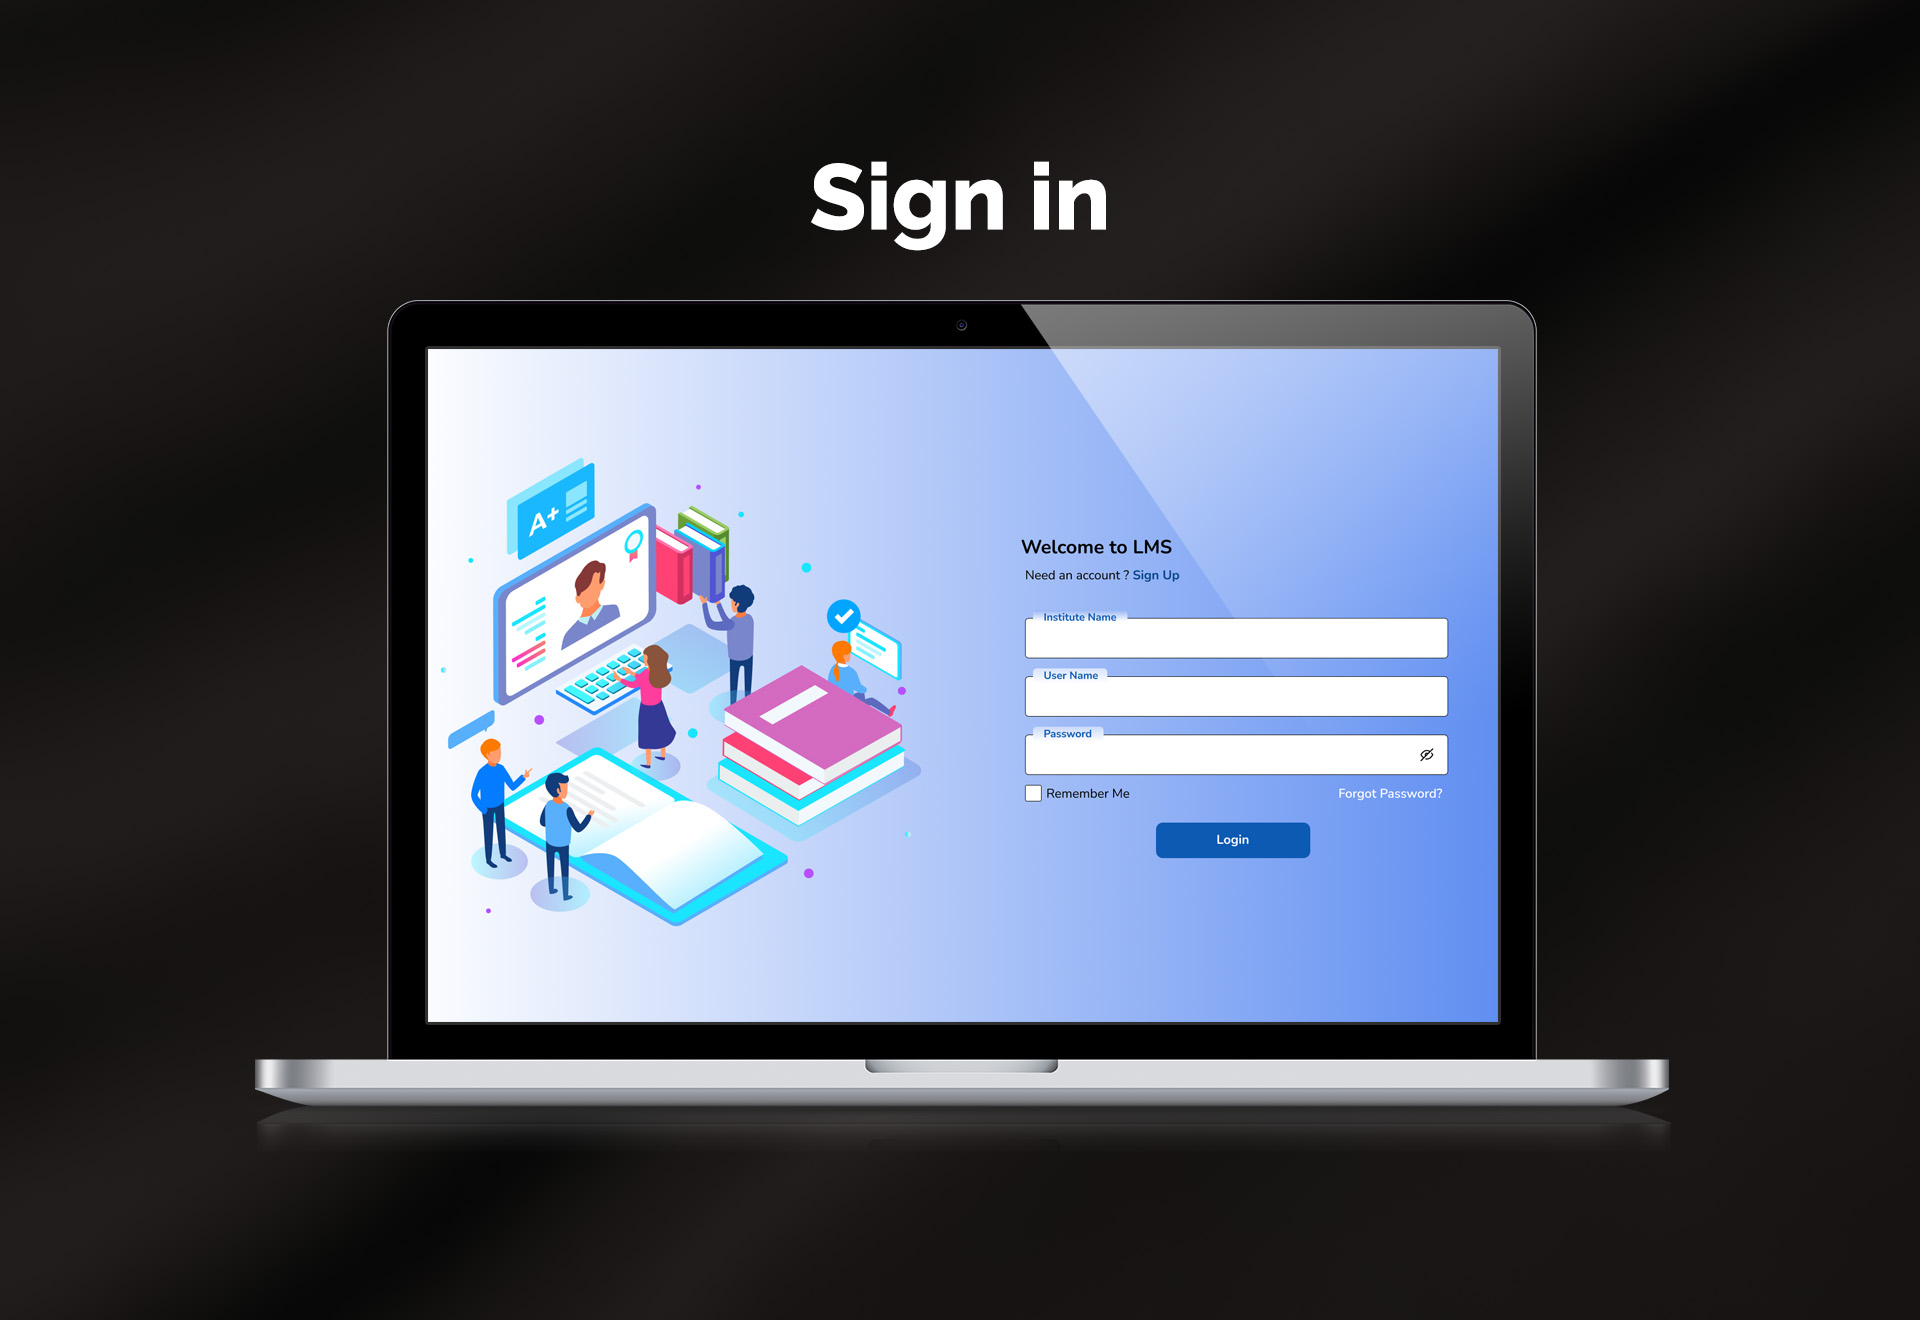 Sign in
A+
Welcome to LMS
Need an account ? Sign Up
Institute Name
User Name
Password
Remember Me
Forgot Password?
Login